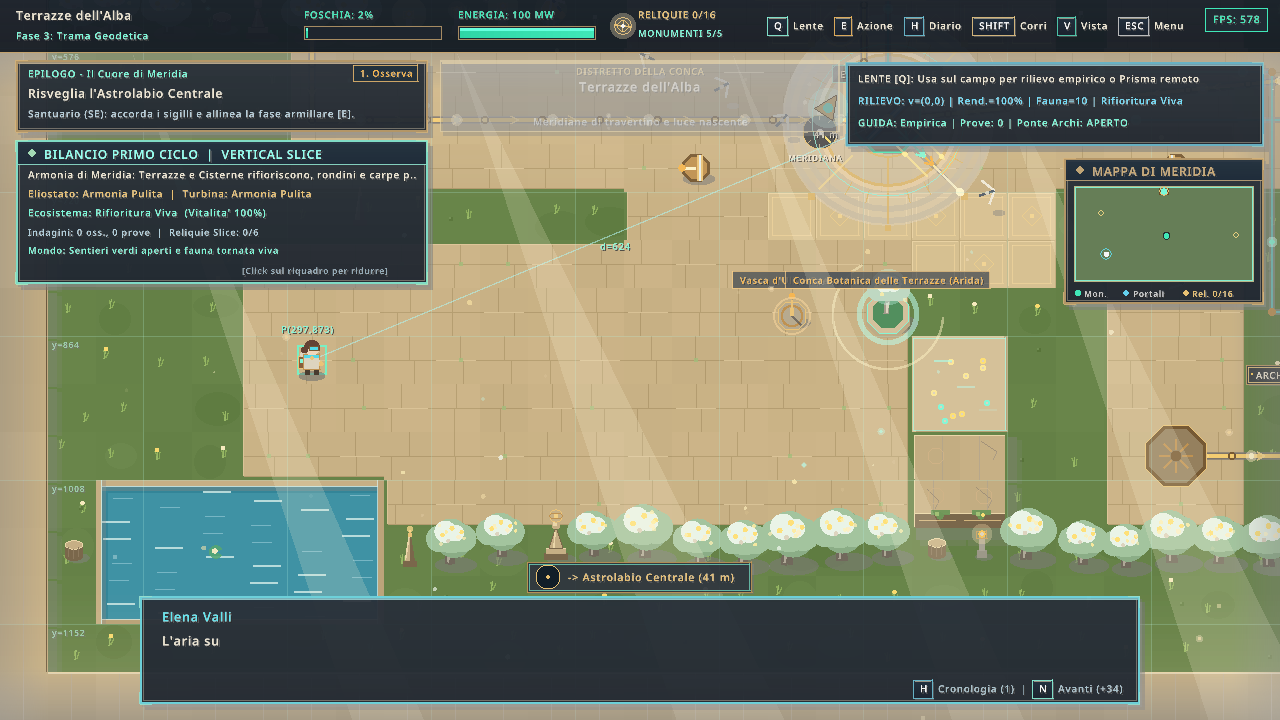 Terrazze dell'Alba
Fase 3: Trama Geodetica
FOSCHIA: 2%
ENERGIA: 100 MW
RELIQUIE 0/16
MONUMENTI 5/5
Q Lente
E Azione
H Diario
SHIFT Corri
V Vista
ESC Menu
FPS: 578
EPILOGO - Il Cuore di Meridia
1. Osserva
Risveglia l'Astrolabio Centrale
Santuario (SE): accorda i sigilli e allinea la fase armillare [E].
BILANCIO PRIMO CICLO | VERTICAL SLICE
Armonia di Meridia: Terrazze e Cisterne rifioriscono, rondini e carpe p..
Eliostato: Armonia Pulita | Turbina: Armonia Pulita
Ecosistema: Rifioritura Viva (Vitalita' 100%)
Indagini: 0 oss., 0 prove | Reliquie Slice: 0/6
Mondo: Sentieri verdi aperti e fauna tornata viva
[Click sul riquadro per ridurre]
DISTRETTO DELLA CONCA
Terrazze dell'Alba
Meridiane di travertino e luce nascente
LENTE [Q]: Usa sul campo per rilievo empirico o Prisma remoto
RILIEVO: v=(0,0) | Rend.=100% | Fauna=10 | Rifioritura Viva
GUIDA: Empirica | Prove: 0 | Ponte Archi: APERTO
MERIDIANA
MAPPA DI MERIDIA
Mon.
Portali
Rel. 0/16
d=624
Vasca d'
Conca Botanica delle Terrazze (Arida)
P(297,873)
y=576
y=864
y=1008
y=1152
ARCH
-> Astrolabio Centrale (41 m)
Elena Valli
L'aria su
H Cronologia (1) | N Avanti (+34)